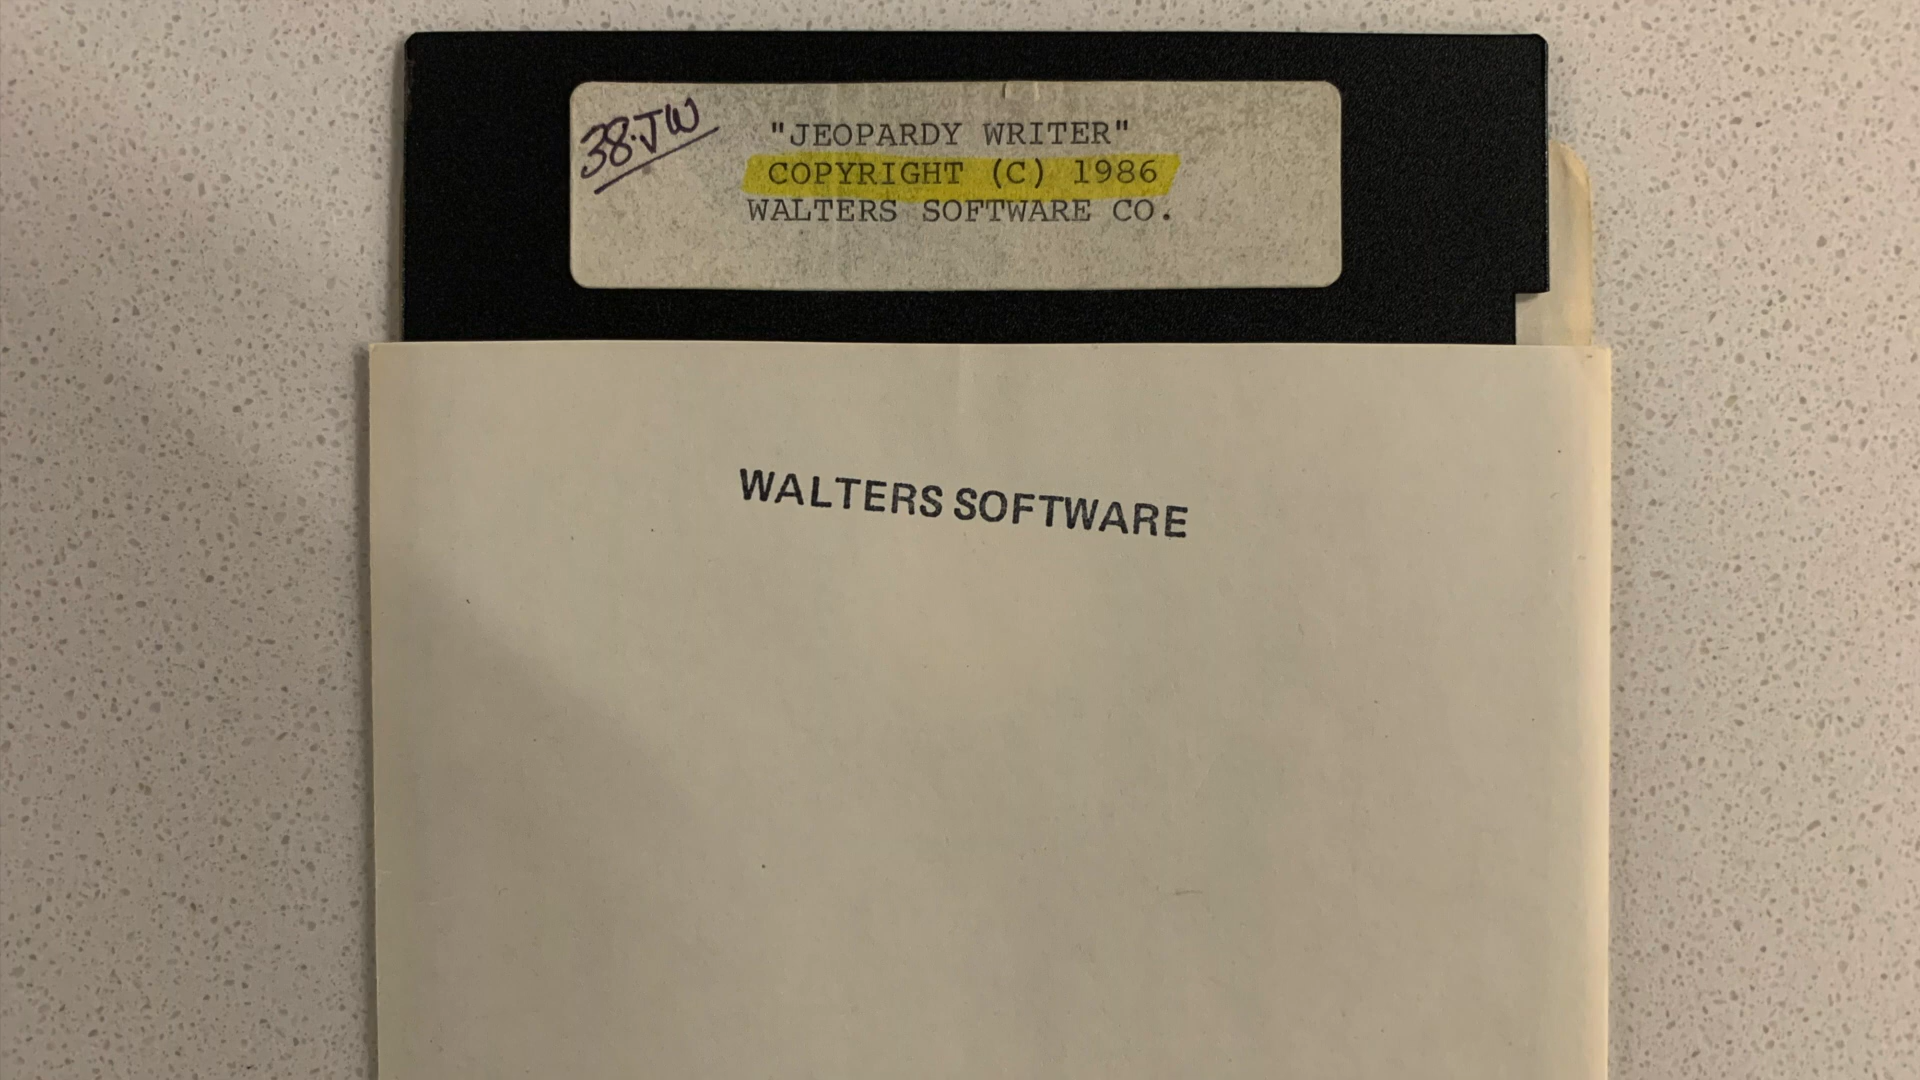 38·JW
"JEOPARDY WRITER"
COPYRIGHT (C) 1986
WALTERS SOFTWARE CO.
WALTERS SOFTWARE